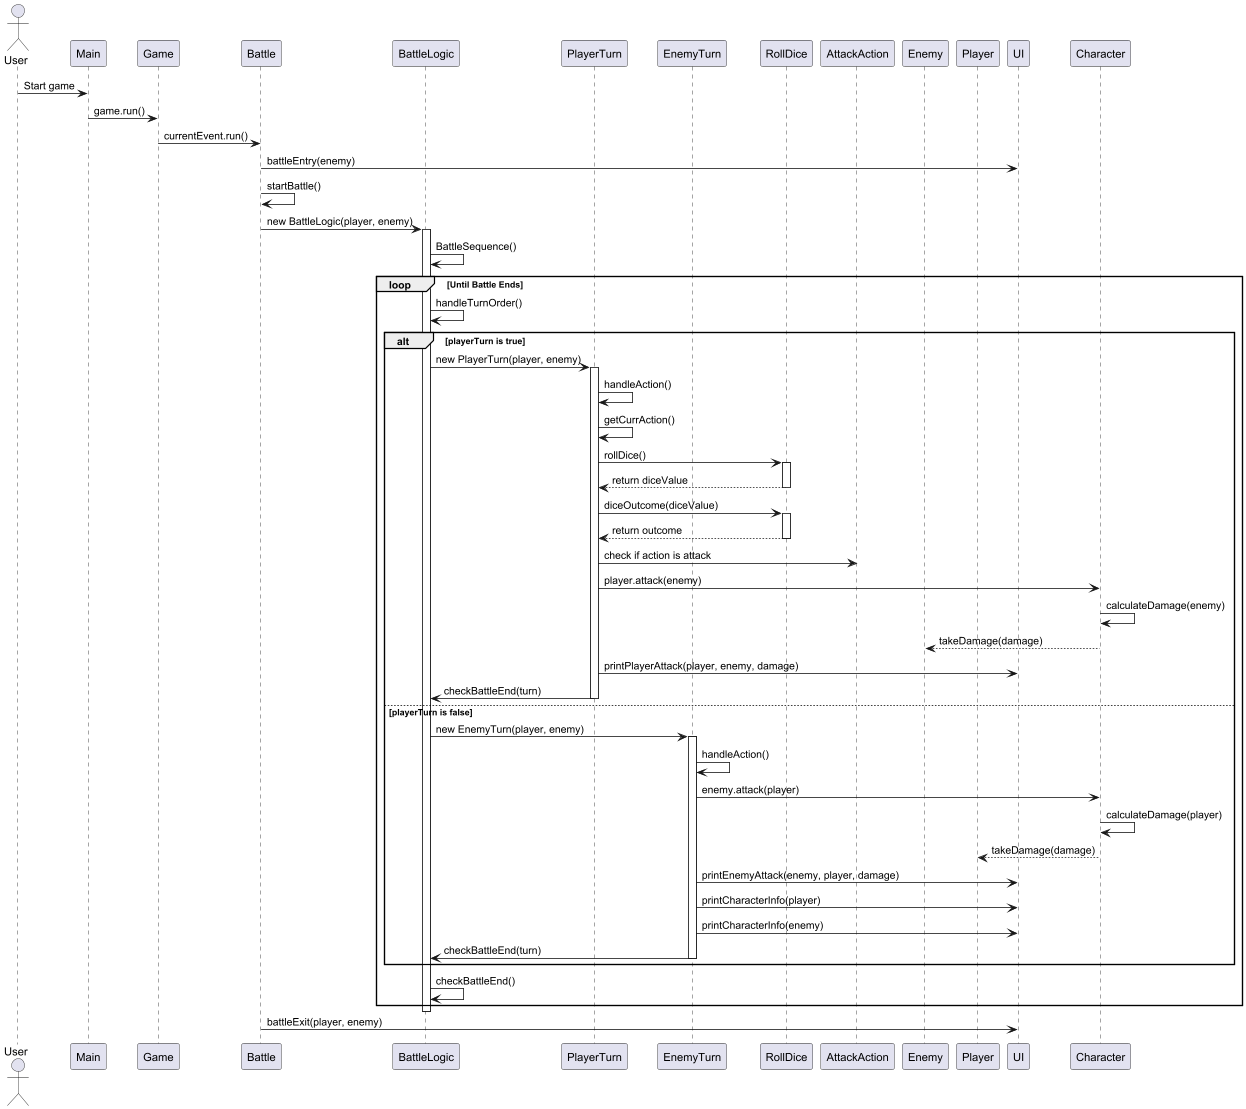 User
Main
Game
Battle
BattleLogic
PlayerTurn
EnemyTurn
RollDice
AttackAction
Enemy
Player
UI
Character
Start game
game.run()
currentEvent.run()
battleEntry(enemy)
startBattle()
new BattleLogic(player, enemy)
BattleSequence()
loop
[Until Battle Ends]
handleTurnOrder()
alt
[playerTurn is true]
new PlayerTurn(player, enemy)
handleAction()
getCurrAction()
rollDice()
return diceValue
diceOutcome(diceValue)
return outcome
check if action is attack
player.attack(enemy)
calculateDamage(enemy)
takeDamage(damage)
printPlayerAttack(player, enemy, damage)
checkBattleEnd(turn)
[playerTurn is false]
new EnemyTurn(player, enemy)
handleAction()
enemy.attack(player)
calculateDamage(player)
takeDamage(damage)
printEnemyAttack(enemy, player, damage)
printCharacterInfo(player)
printCharacterInfo(enemy)
checkBattleEnd(turn)
checkBattleEnd()
battleExit(player, enemy)
User
Main
Game
Battle
BattleLogic
PlayerTurn
EnemyTurn
RollDice
AttackAction
Enemy
Player
UI
Character